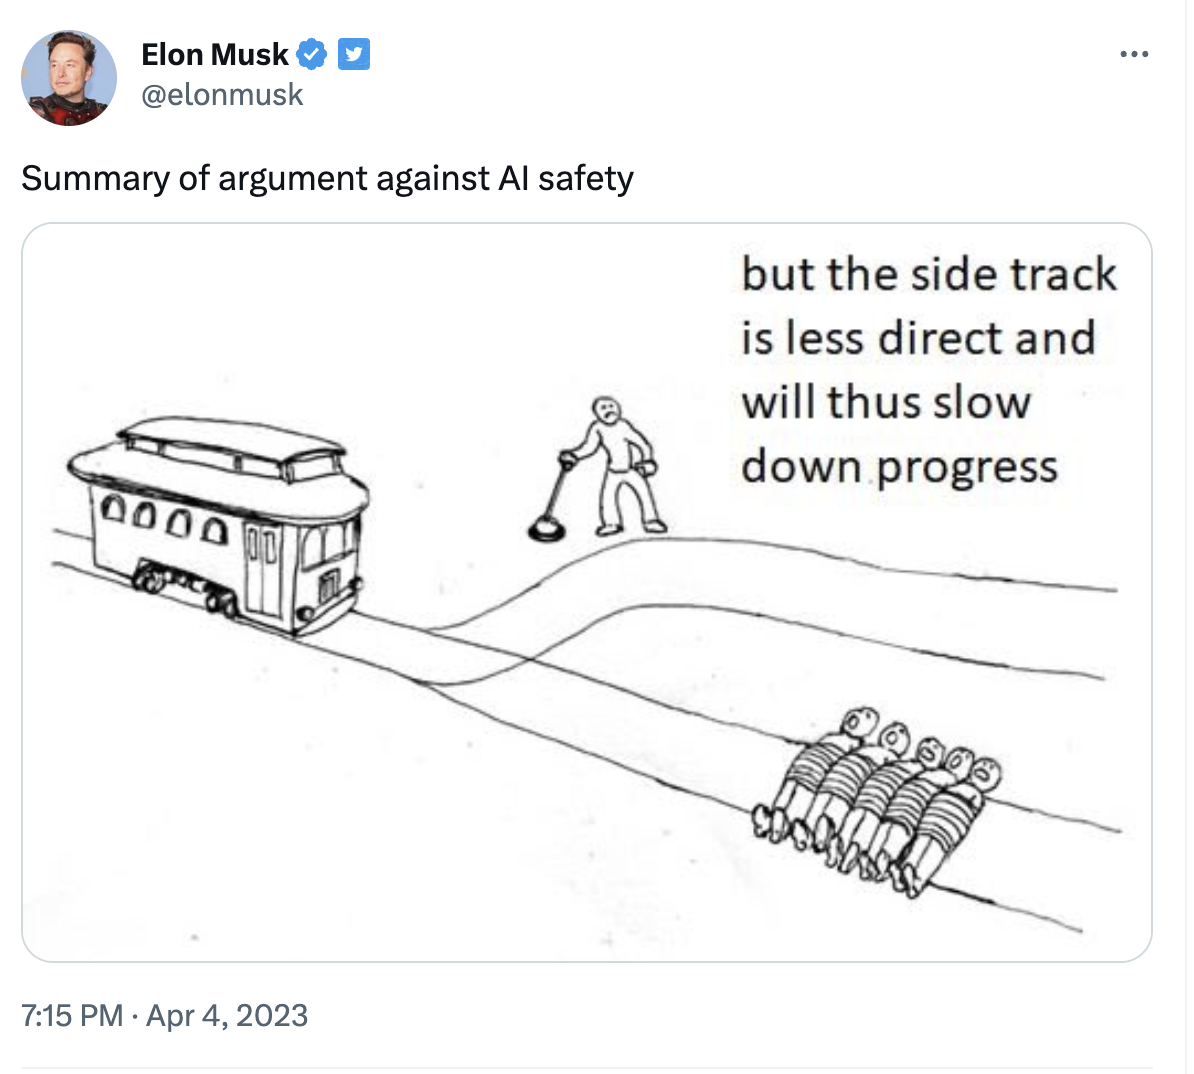 Elon Musk
@elonmusk
Summary of argument against AI safety
but the side track
is less direct and
will thus slow
down progress
7:15 PM · Apr 4, 2023